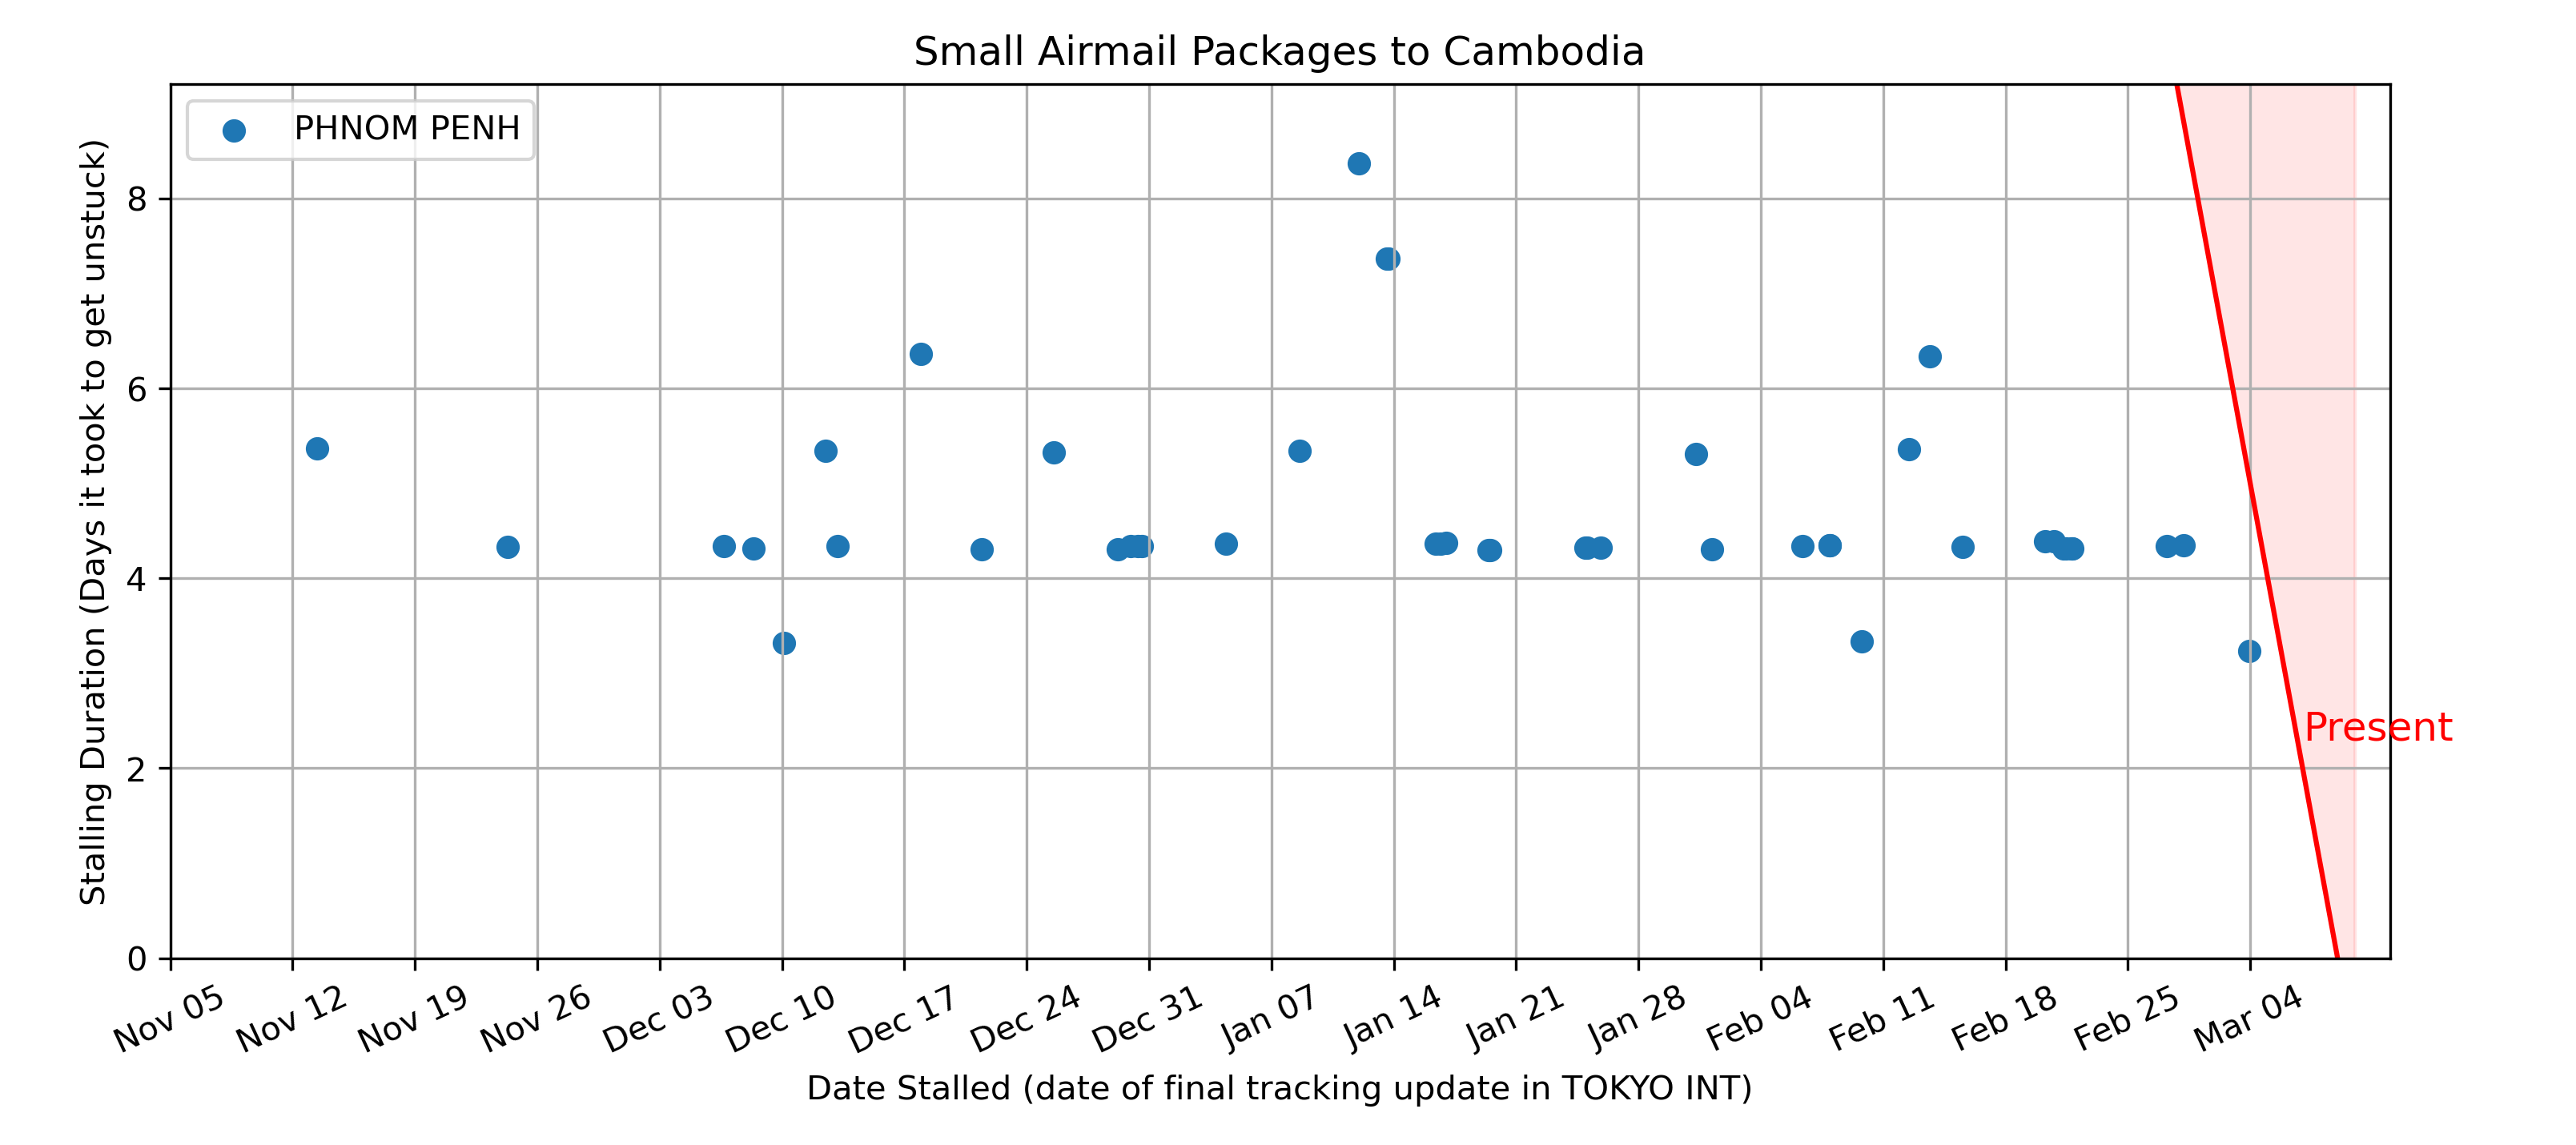 Small Airmail Packages to Cambodia
PHNOM PENH
Stalling Duration (Days it took to get unstuck)
8
6
4
2
0
Present
Nov 05
Nov 12
Nov 19
Nov 26
Dec 03
Dec 10
Dec 17
Dec 24
Dec 31
Jan 07
Jan 14
Jan 21
Jan 28
Feb 04
Feb 11
Feb 18
Feb 25
Mar 04
Date Stalled (date of final tracking update in TOKYO INT)